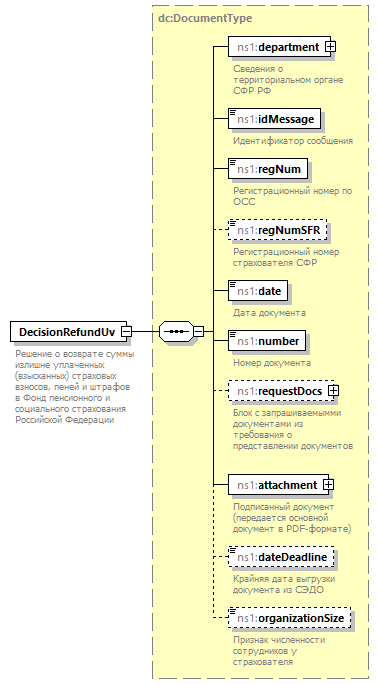 dc:DocumentType
ns1:department
Сведения о
территориальном органе
СФР РФ
ns1:idMessage
Идентификатор сообщения
ns1:regNum
Регистрационный номер по
ОСС
ns1:regNumSFR
Регистрационный номер
страхователя СФР
ns1:date
Дата документа
DecisionRefundUv
Решение о возврате суммы
излишне уплаченных
(взысканных) страховых
взносов, пеней и штрафов
в Фонд пенсионного и
социального страхования
Российской Федерации
ns1:number
Номер документа
ns1:requestDocs
Блок с запрашиваемыми
документами из
требования о
представлении документов
ns1:attachment
Подписанный документ
(передается основной
документ в PDF-формате)
ns1:dateDeadline
Крайняя дата выгрузки
документа из СЭДО
ns1:organizationSize
Признак численности
сотрудников у
страхователя